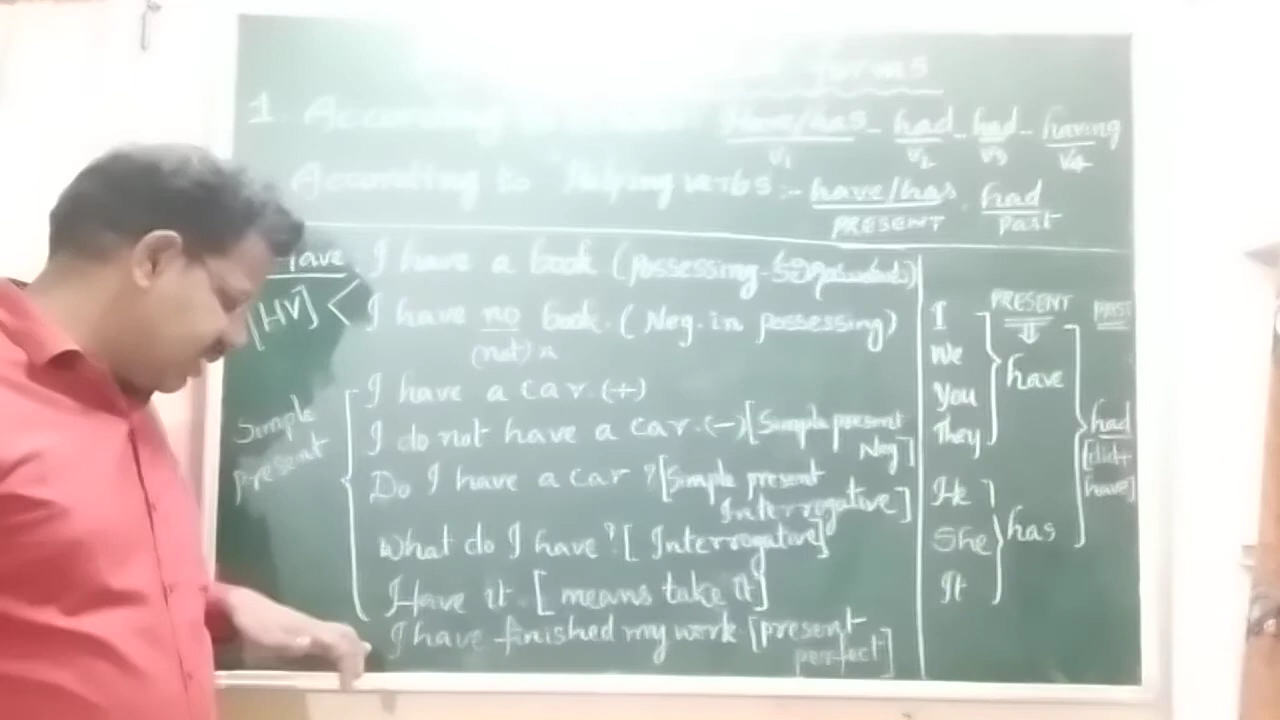 forms
1. According have/has - had - had - having
V1 V2 V3 V4
According to Helping verbs :- have/has , had
PRESENT past
Have I have a book (possessing
[HV] I have no book. (Neg. in possessing)
(not) x
Simple Present
I have a car. (+)
I do not have a car. (-) [Simple present Neg]
Do I have a car ? [Simple present Interrogative]
What do I have? [Interrogative]
Have it. [means take it]
I have finished my work [present perfect]
PRESENT PAST
I
We
You
They
have
He
She
It
has
had
[did+
have]